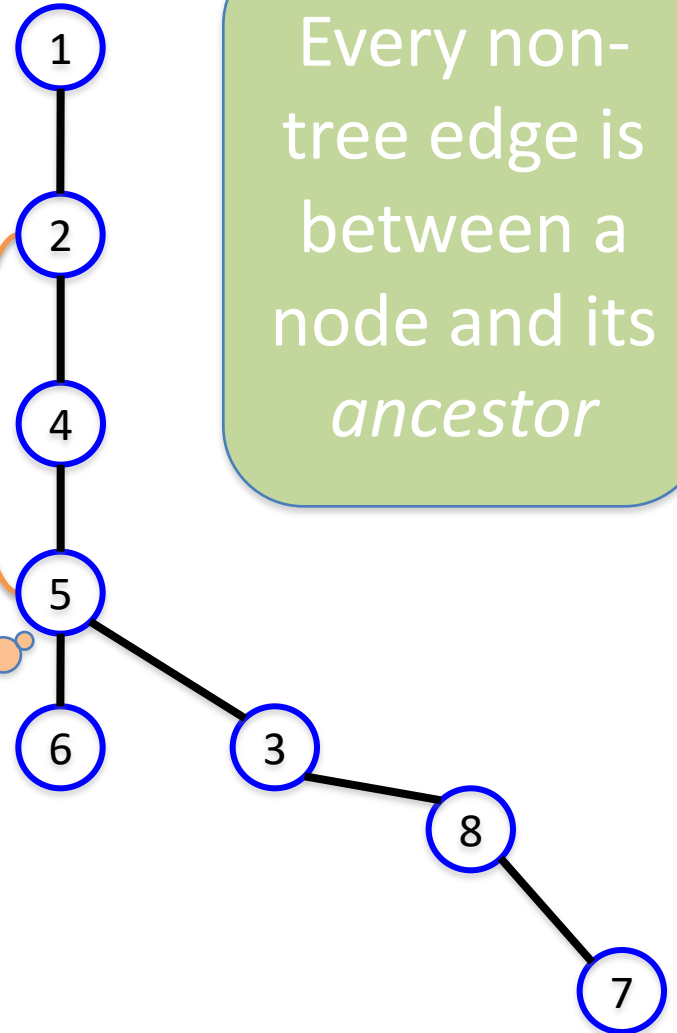 1
Every non-
tree edge is
between a
node and its
ancestor
2
4
5
6
3
8
7